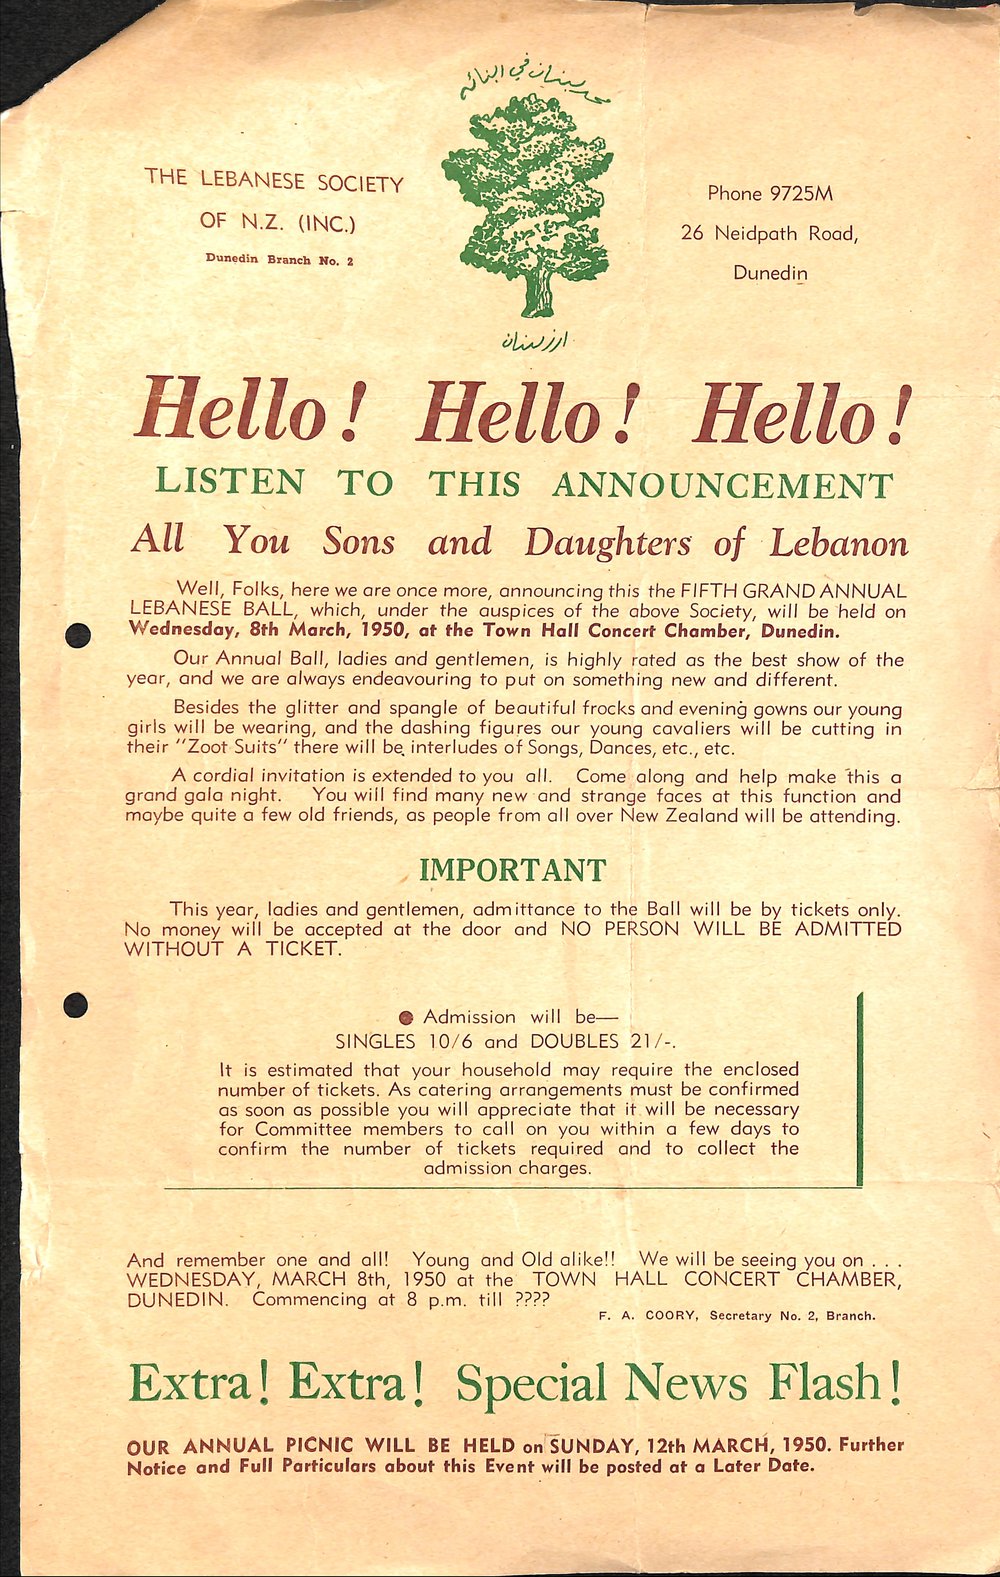 مجد لبنان في ابنائه
THE LEBANESE SOCIETY
OF N.Z. (INC.)
Dunedin Branch No. 2
Phone 9725M
26 Neidpath Road,
Dunedin
ارز لبنان
Hello! Hello! Hello!
LISTEN TO THIS ANNOUNCEMENT
All You Sons and Daughters of Lebanon
Well, Folks, here we are once more, announcing this the FIFTH GRAND ANNUAL
LEBANESE BALL, which, under the auspices of the above Society, will be held on
Wednesday, 8th March, 1950, at the Town Hall Concert Chamber, Dunedin.
Our Annual Ball, ladies and gentlemen, is highly rated as the best show of the
year, and we are always endeavouring to put on something new and different.
Besides the glitter and spangle of beautiful frocks and evening gowns our young
girls will be wearing, and the dashing figures our young cavaliers will be cutting in
their "Zoot Suits" there will be interludes of Songs, Dances, etc., etc.
A cordial invitation is extended to you all. Come along and help make this a
grand gala night. You will find many new and strange faces at this function and
maybe quite a few old friends, as people from all over New Zealand will be attending.
IMPORTANT
This year, ladies and gentlemen, admittance to the Ball will be by tickets only.
No money will be accepted at the door and NO PERSON WILL BE ADMITTED
WITHOUT A TICKET.
● Admission will be—
SINGLES 10/6 and DOUBLES 21/-.
It is estimated that your household may require the enclosed
number of tickets. As catering arrangements must be confirmed
as soon as possible you will appreciate that it will be necessary
for Committee members to call on you within a few days to
confirm the number of tickets required and to collect the
admission charges.
And remember one and all! Young and Old alike!! We will be seeing you on . . .
WEDNESDAY, MARCH 8th, 1950 at the TOWN HALL CONCERT CHAMBER,
DUNEDIN. Commencing at 8 p.m. till ????
F. A. COORY, Secretary No. 2, Branch.
Extra! Extra! Special News Flash!
OUR ANNUAL PICNIC WILL BE HELD on SUNDAY, 12th MARCH, 1950. Further
Notice and Full Particulars about this Event will be posted at a Later Date.